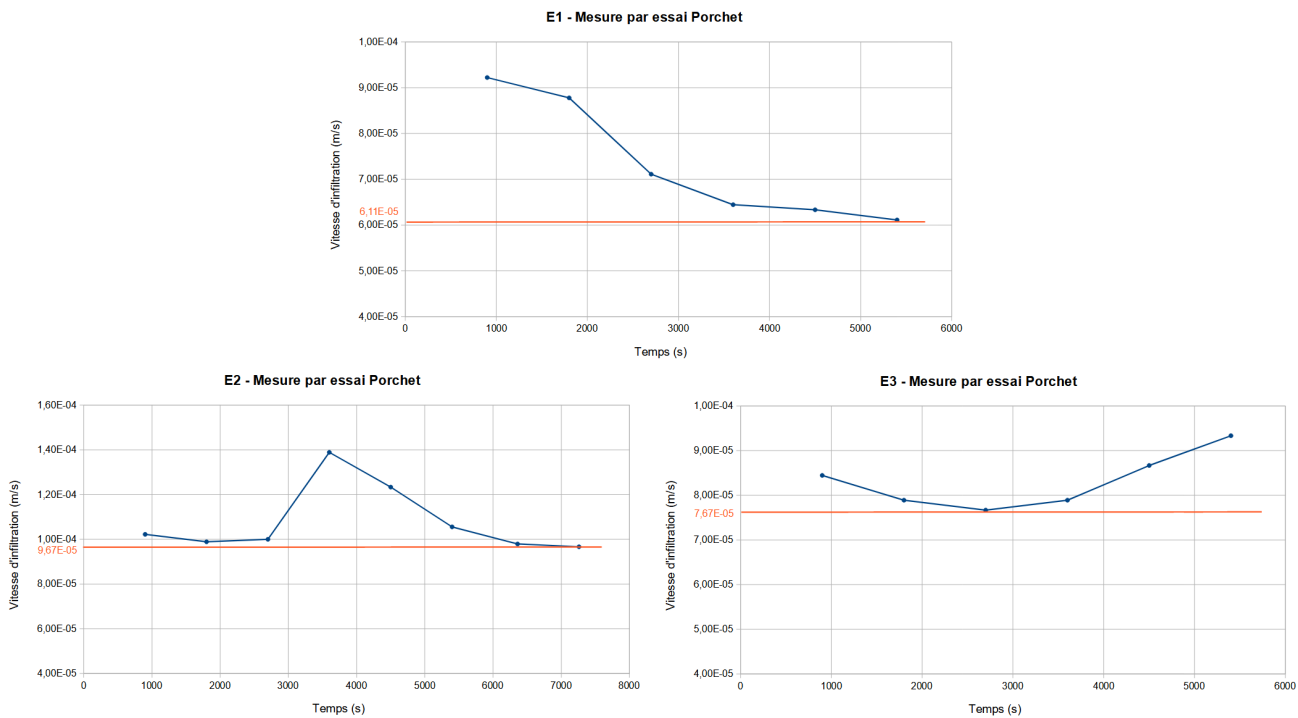 E1 - Mesure par essai Porchet
1,00E-04
9,00E-05
8,00E-05
7,00E-05
6,11E-05
6,00E-05
5,00E-05
4,00E-05
Vitesse d'infiltration (m/s)
0 1000 2000 3000 4000 5000 6000
Temps (s)
E2 - Mesure par essai Porchet
1,60E-04
1,40E-04
1,20E-04
1,00E-04
9,67E-05
8,00E-05
6,00E-05
4,00E-05
Vitesse d'infiltration (m/s)
0 1000 2000 3000 4000 5000 6000 7000 8000
Temps (s)
E3 - Mesure par essai Porchet
1,00E-04
9,00E-05
8,00E-05
7,67E-05
7,00E-05
6,00E-05
5,00E-05
4,00E-05
Vitesse d'infiltration (m/s)
0 1000 2000 3000 4000 5000 6000
Temps (s)